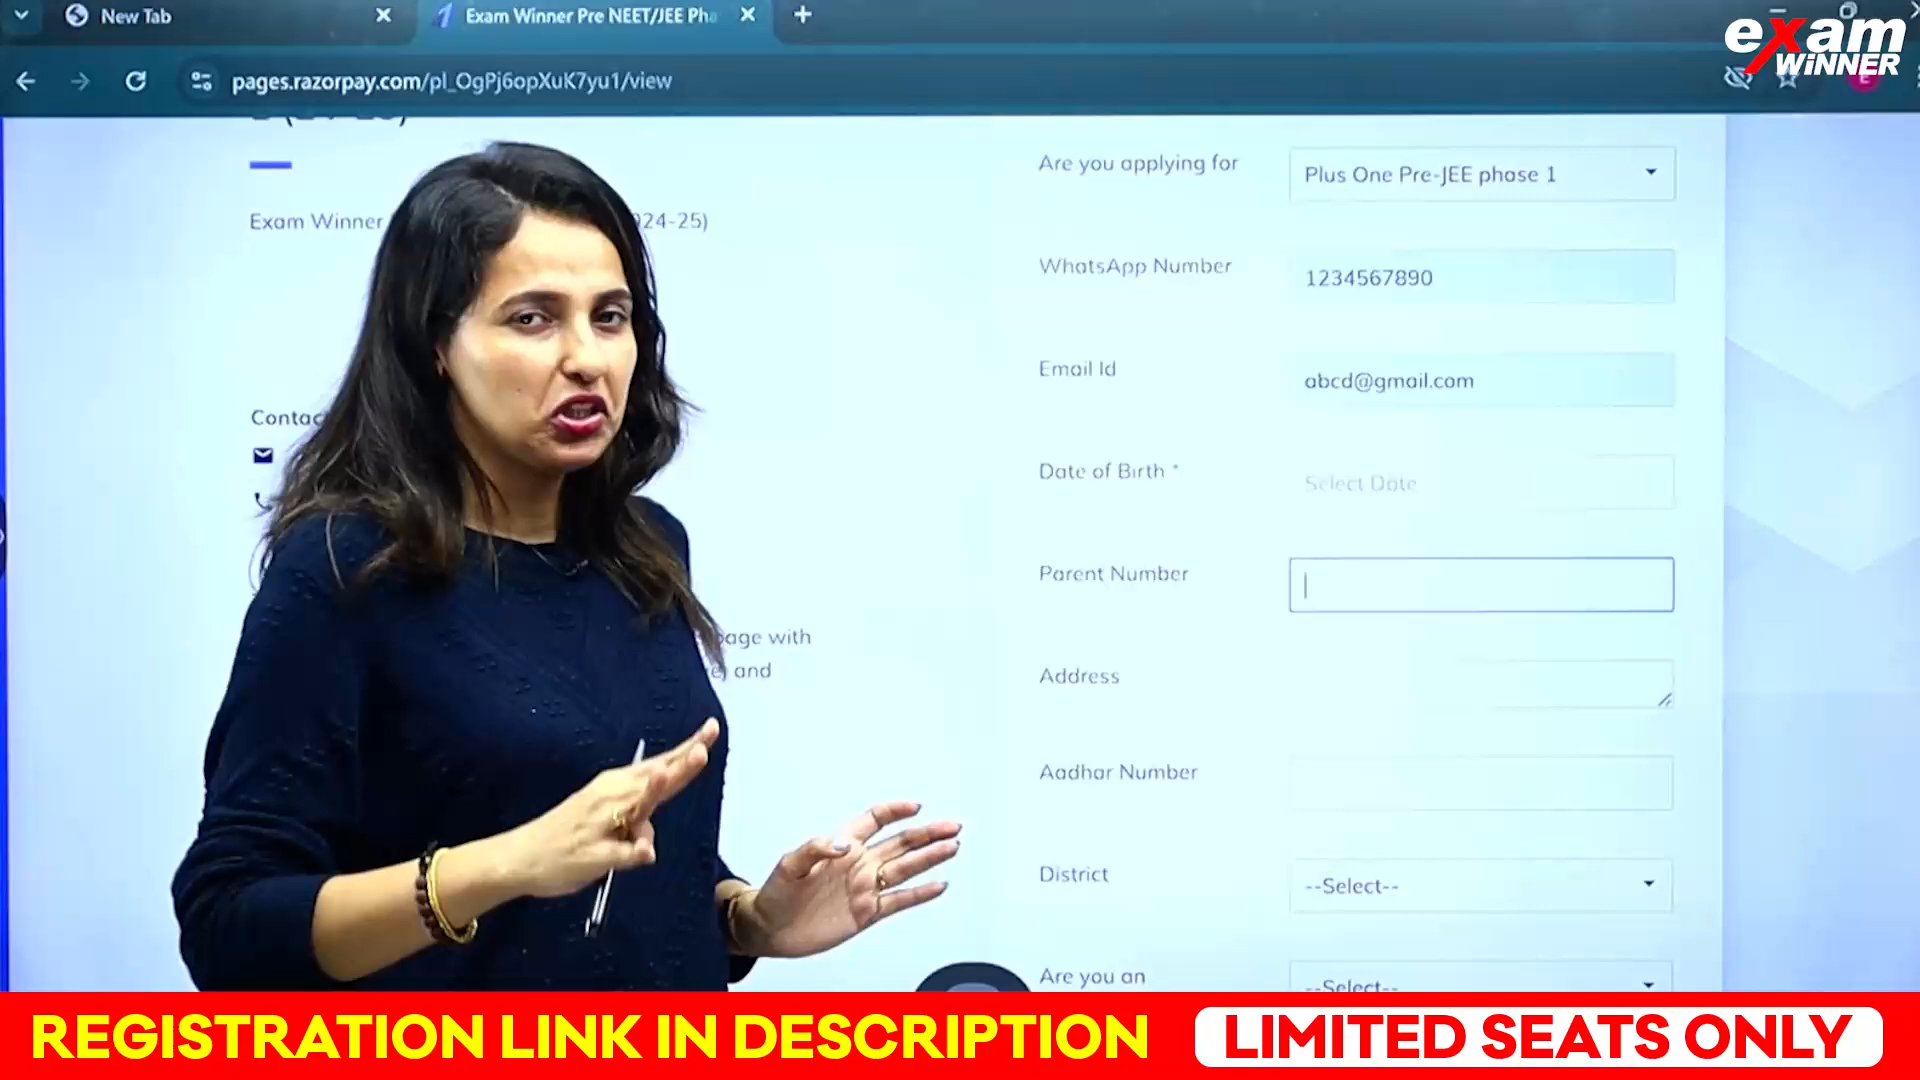 New Tab
Exam Winner Pre NEET/JEE Pha
exam
WiNNER
pages.razorpay.com/pl_OgPj6opXuK7yu1/view
Exam Winner
024-25)
Contac
page with
and
Are you applying for
Plus One Pre-JEE phase 1
WhatsApp Number
1234567890
Email Id
abcd@gmail.com
Date of Birth *
Select Date
Parent Number
Address
Aadhar Number
District
--Select--
Are you an
--Select--
REGISTRATION LINK IN DESCRIPTION
LIMITED SEATS ONLY